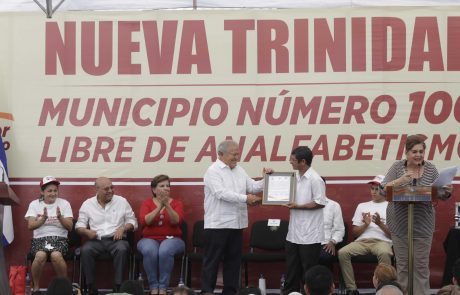 NUEVA TRINIDAD
MUNICIPIO NÚMERO 100
LIBRE DE ANALFABETISMO